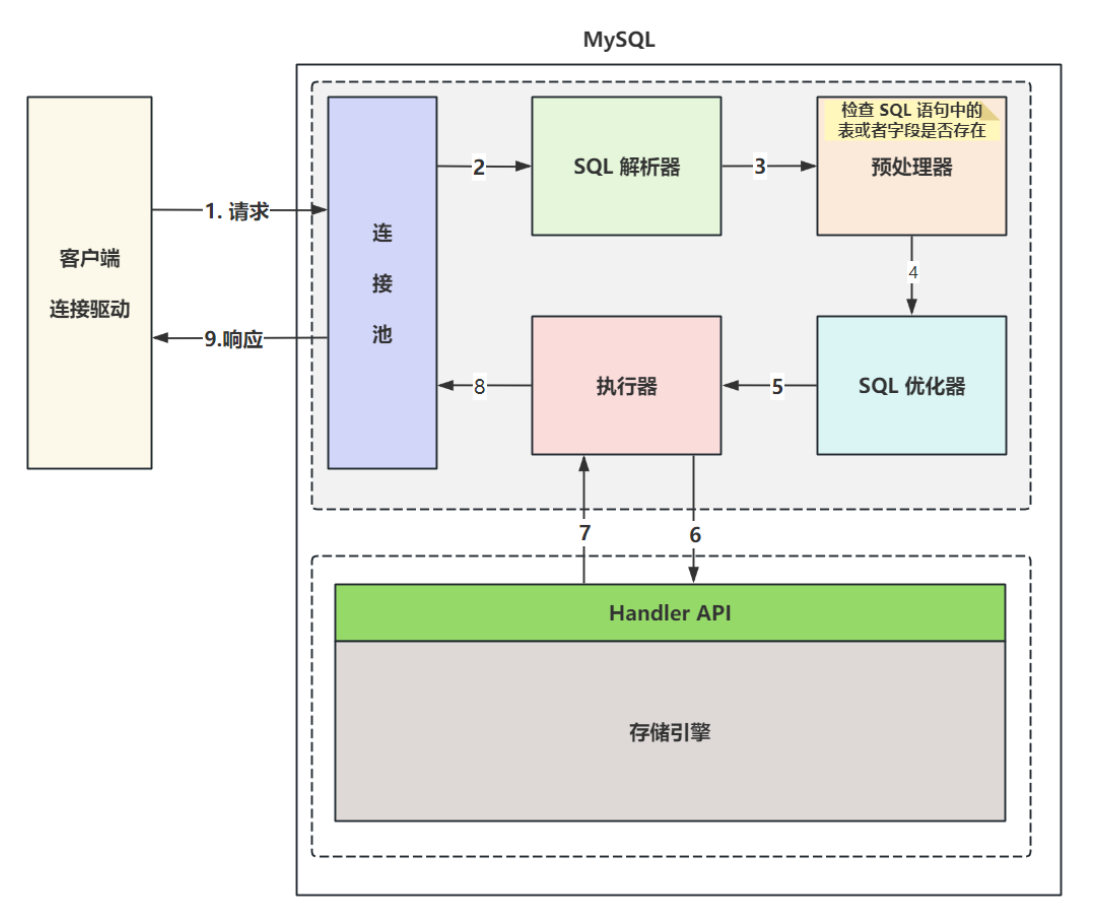 MySQL
客户端
连接驱动
1. 请求
9.响应
连
接
池
2
SQL 解析器
3
检查 SQL 语句中的
表或者字段是否存在
预处理器
4
SQL 优化器
5
执行器
8
7
6
Handler API
存储引擎